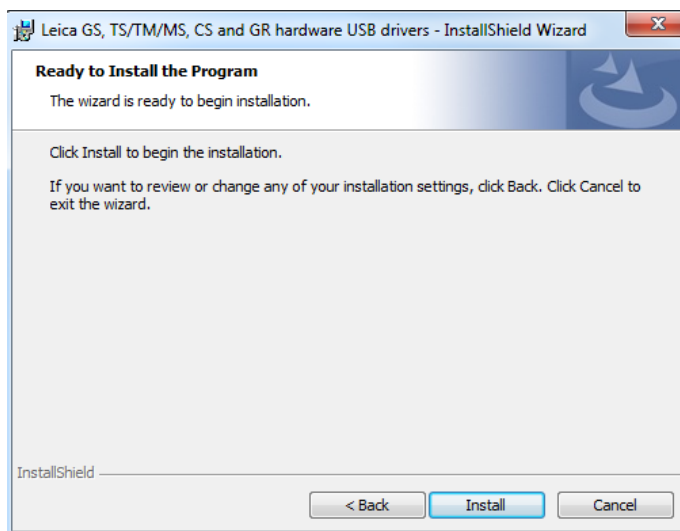 Leica GS, TS/TM/MS, CS and GR hardware USB drivers - InstallShield Wizard
Ready to Install the Program
The wizard is ready to begin installation.
Click Install to begin the installation.
If you want to review or change any of your installation settings, click Back. Click Cancel to
exit the wizard.
InstallShield
< Back Install Cancel